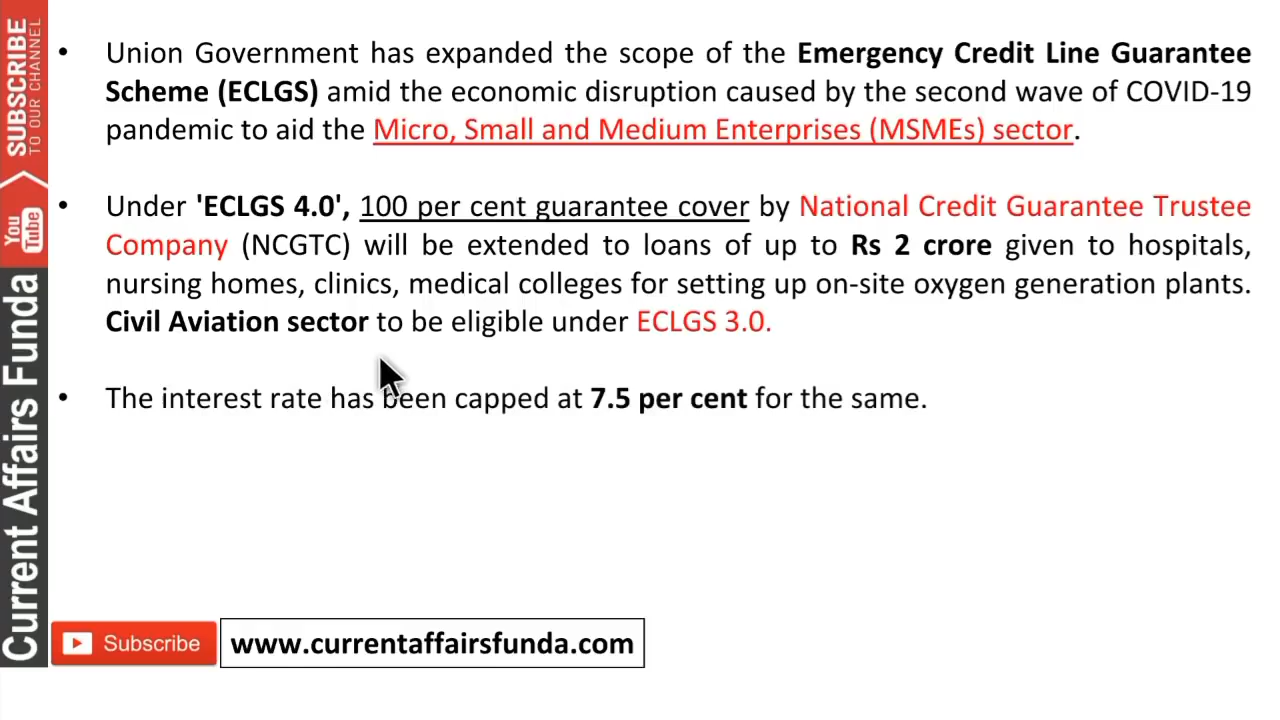 SUBSCRIBE
TO OUR CHANNEL
You
Tube
Current Affairs Funda
• Union Government has expanded the scope of the Emergency Credit Line Guarantee
Scheme (ECLGS) amid the economic disruption caused by the second wave of COVID-19
pandemic to aid the Micro, Small and Medium Enterprises (MSMEs) sector.
• Under 'ECLGS 4.0', 100 per cent guarantee cover by National Credit Guarantee Trustee
Company (NCGTC) will be extended to loans of up to Rs 2 crore given to hospitals,
nursing homes, clinics, medical colleges for setting up on-site oxygen generation plants.
Civil Aviation sector to be eligible under ECLGS 3.0.
• The interest rate has been capped at 7.5 per cent for the same.
Subscribe
www.currentaffairsfunda.com